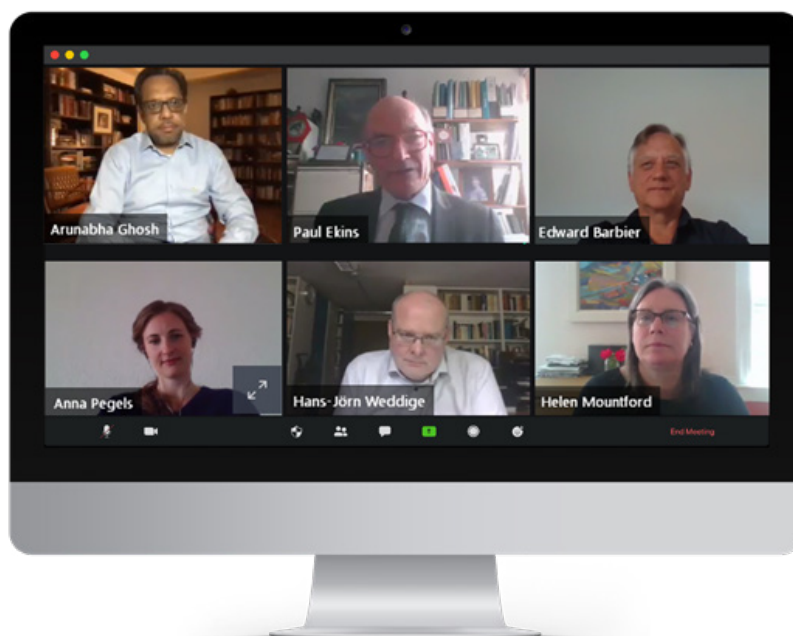 Arunabha Ghosh
Paul Ekins
Edward Barbier
Anna Pegels
Hans-Jörn Weddige
Helen Mountford
End Meeting